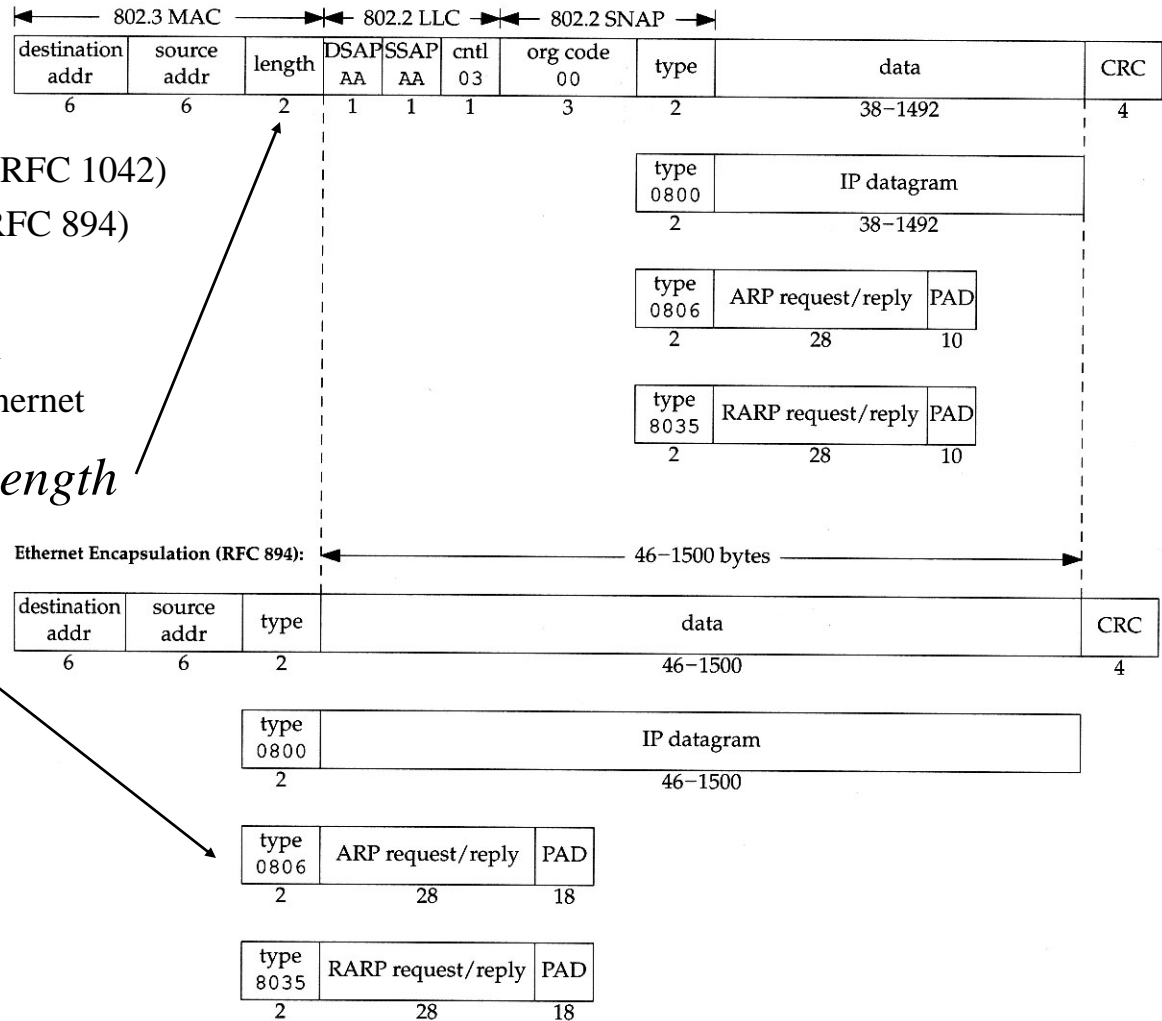 802.3 MAC 802.2 LLC 802.2 SNAP
destination addr source addr length DSAP AA SSAP AA cntl 03 org code 00 type data CRC
6 6 2 1 1 1 3 2 38−1492 4
RFC 1042)
RFC 894)
type 0800 IP datagram
2 38−1492
type 0806 ARP request/reply PAD
2 28 10
hernet
type 8035 RARP request/reply PAD
2 28 10
ength
Ethernet Encapsulation (RFC 894): 46−1500 bytes
destination addr source addr type data CRC
6 6 2 46−1500 4
type 0800 IP datagram
2 46−1500
type 0806 ARP request/reply PAD
2 28 18
type 8035 RARP request/reply PAD
2 28 18